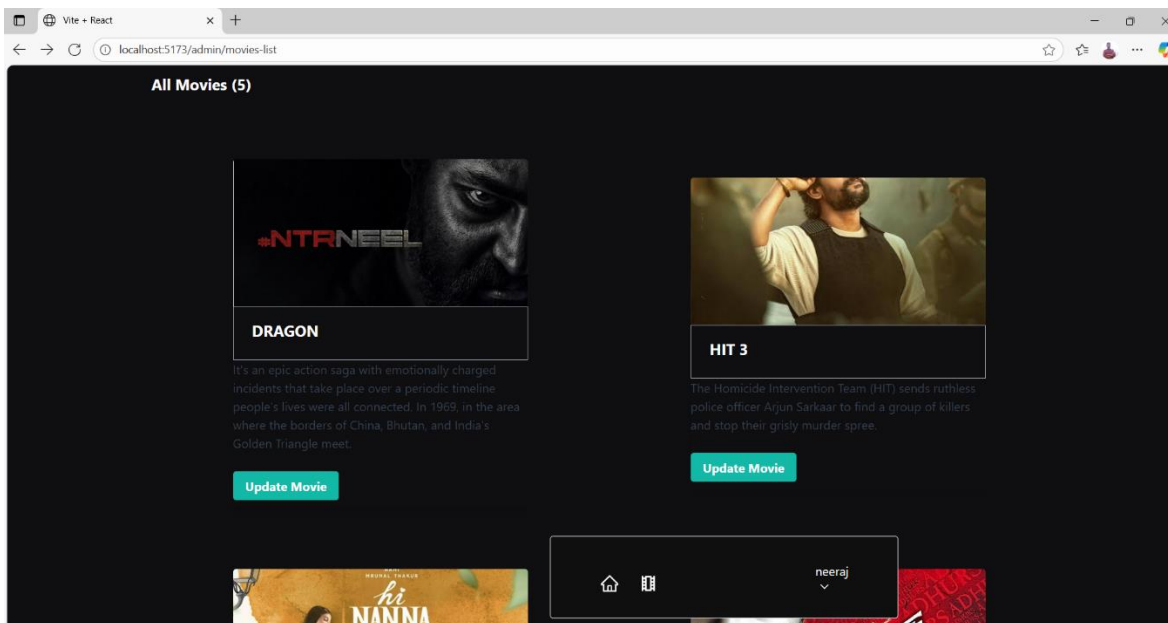 Vite + React
localhost:5173/admin/movies-list
All Movies (5)
#NTRNEEL
DRAGON
It's an epic action saga with emotionally charged
incidents that take place over a periodic timeline
people's lives were all connected. In 1969, in the area
where the borders of China, Bhutan, and India's
Golden Triangle meet.
Update Movie
HIT 3
The Homicide Intervention Team (HIT) sends ruthless
police officer Arjun Sarkaar to find a group of killers
and stop their grisly murder spree.
Update Movie
MRUNAL THAKUR
hi
NANNA
neeraj